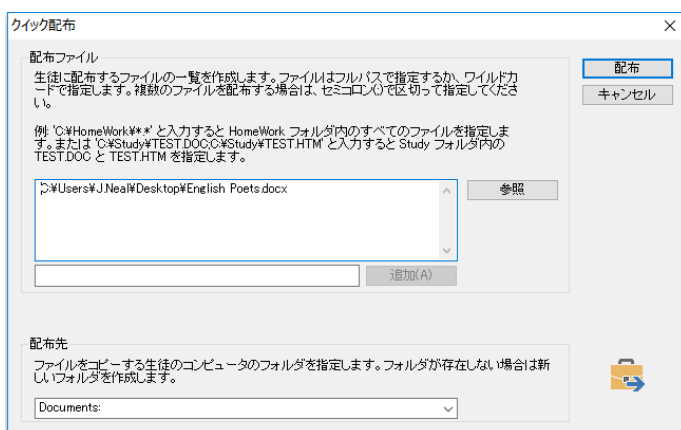 クイック配布
配布ファイル
生徒に配布するファイルの一覧を作成します。ファイルはフルパスで指定するか、ワイルドカ
ードで指定します。複数のファイルを配布する場合は、セミコロン(;)で区切って指定してくださ
い。
例: 'C:¥HomeWork¥*.*' と入力すると HomeWork フォルダ内のすべてのファイルを指定しま
す。または 'C:¥Study¥TEST.DOC;C:¥Study¥TEST.HTM' と入力すると Study フォルダ内の
TEST.DOC と TEST.HTM を指定します。
C:¥Users¥J.Neal¥Desktop¥English Poets.docx
参照
追加(A)
配布
キャンセル
配布先
ファイルをコピーする生徒のコンピュータのフォルダを指定します。フォルダが存在しない場合は新
しいフォルダを作成します。
Documents: